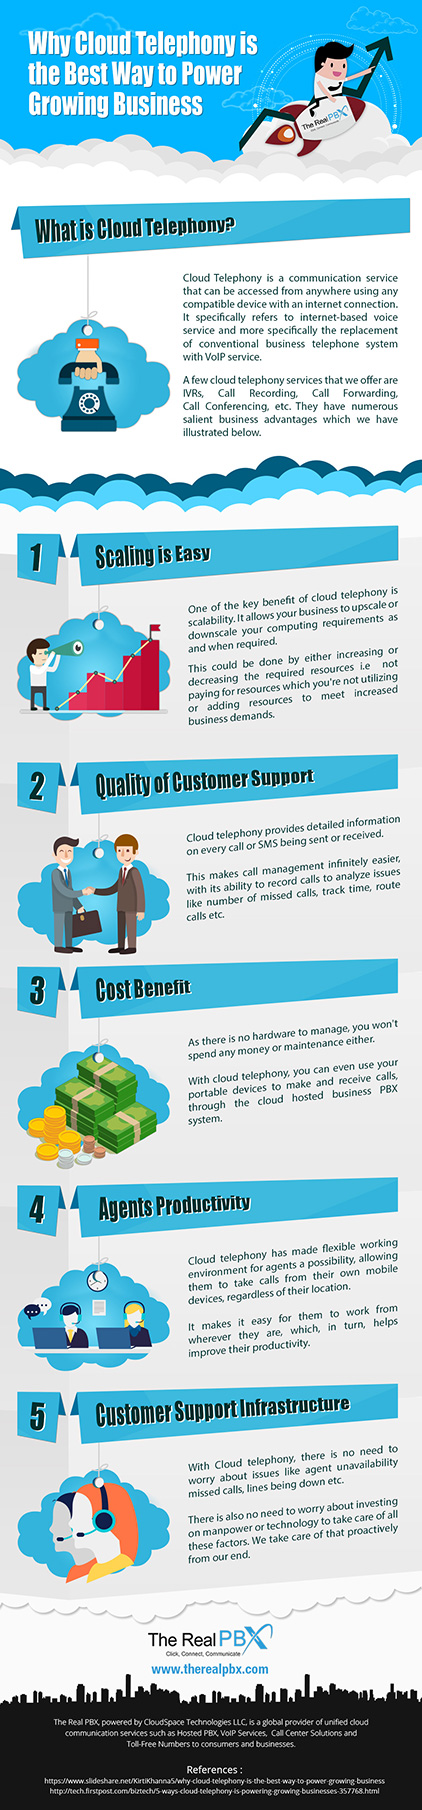 Why Cloud Telephony is
the Best Way to Power
Growing Business
The Real PBX
What is Cloud Telephony?
Cloud Telephony is a communication service
that can be accessed from anywhere using any
compatible device with an internet connection.
It specifically refers to internet-based voice
service and more specifically the replacement
of conventional business telephone system
with VoIP service.
A few cloud telephony services that we offer are
IVRs, Call Recording, Call Forwarding,
Call Conferencing, etc. They have numerous
salient business advantages which we have
illustrated below.
1
Scaling is Easy
One of the key benefit of cloud telephony is
scalability. It allows your business to upscale or
downscale your computing requirements as
and when required.
This could be done by either increasing or
decreasing the required resources i.e not
paying for resources which you're not utilizing
or adding resources to meet increased
business demands.
2
Quality of Customer Support
Cloud telephony provides detailed information
on every call or SMS being sent or received.
This makes call management infinitely easier,
with its ability to record calls to analyze issues
like number of missed calls, track time, route
calls etc.
3
Cost Benefit
As there is no hardware to manage, you won't
spend any money or maintenance either.
With cloud telephony, you can even use your
portable devices to make and receive calls,
through the cloud hosted business PBX
system.
4
Agents Productivity
Cloud telephony has made flexible working
environment for agents a possibility, allowing
them to take calls from their own mobile
devices, regardless of their location.
It makes it easy for them to work from
wherever they are, which, in turn, helps
improve their productivity.
5
Customer Support Infrastructure
With Cloud telephony, there is no need to
worry about issues like agent unavailability
missed calls, lines being down etc.
There is also no need to worry about investing
on manpower or technology to take care of all
these factors. We take care of that proactively
from our end.
The Real PBX
Click, Connect, Communicate
www.therealpbx.com
The Real PBX, powered by CloudSpace Technologies LLC, is a global provider of unified cloud
communication services such as Hosted PBX, VoIP Services, Call Center Solutions and
Toll-Free Numbers to consumers and businesses.
References :
https://www.slideshare.net/KirtiKhanna5/why-cloud-telephony-is-the-best-way-to-power-growing-business
http://tech.firstpost.com/biztech/5-ways-cloud-telephony-is-powering-growing-businesses-357768.html